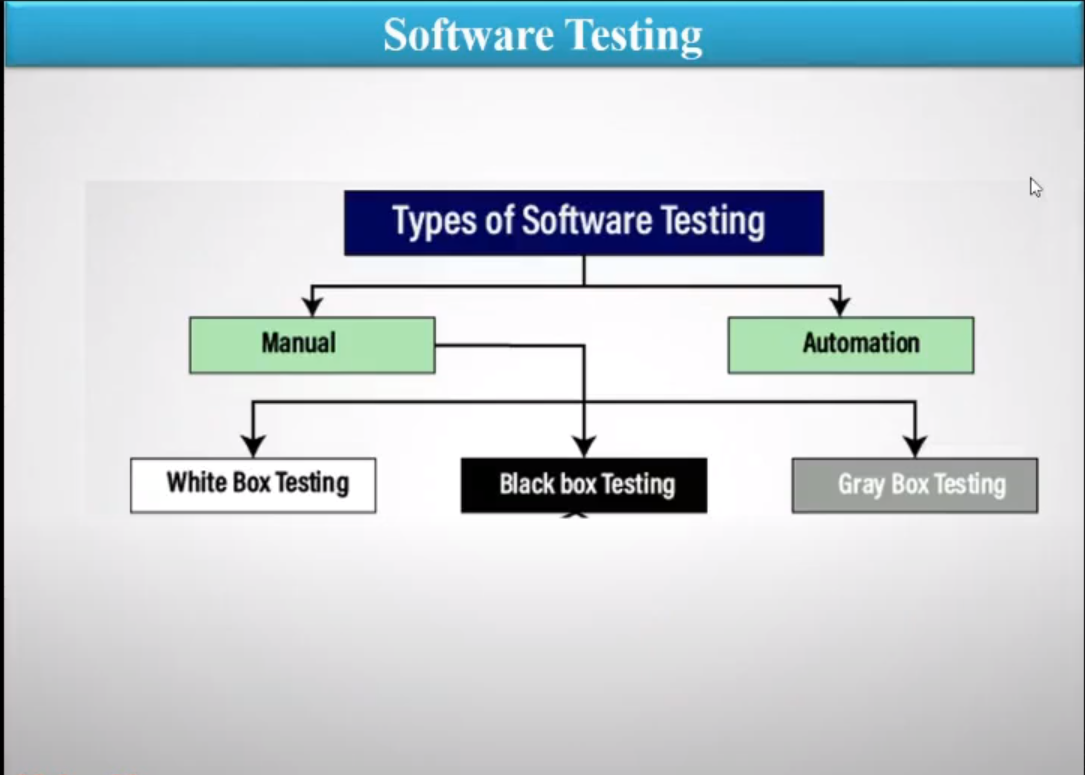 Software Testing
Types of Software Testing
Manual
Automation
White Box Testing
Black box Testing
Gray Box Testing